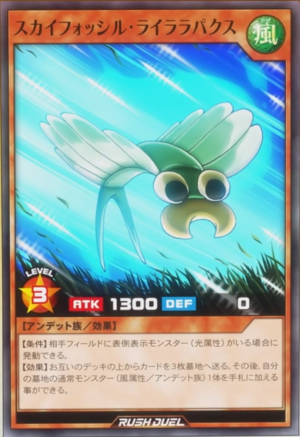 スカイフォッシル・ライララパクス
風
LEVEL
3
ATK 1300 DEF 0
【アンデット族／効果】
【条件】相手フィールドに表側表示モンスター（光属性）がいる場合に
発動できる。
【効果】お互いのデッキの上からカードを3枚墓地へ送る。その後、自分
の墓地の通常モンスター（風属性／アンデット族）1体を手札に加える
事ができる。
RUSH DUEL